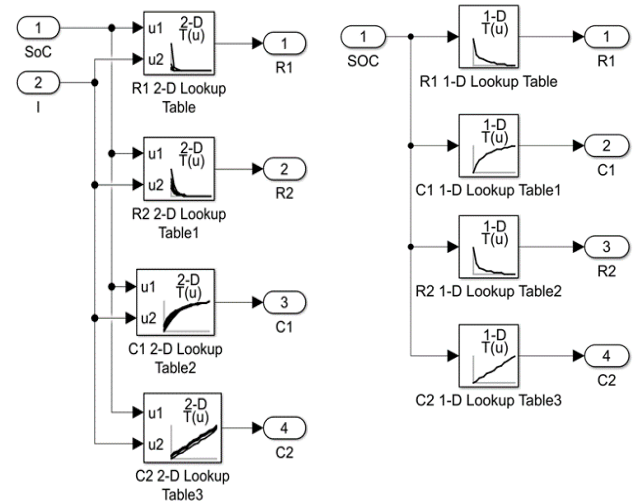 1
SoC
2
I
2-D
T(u)
u1
u2
R1 2-D Lookup
Table
1
R1
2-D
T(u)
u1
u2
R2 2-D Lookup
Table1
2
R2
2-D
T(u)
u1
u2
C1 2-D Lookup
Table2
3
C1
2-D
T(u)
u1
u2
C2 2-D Lookup
Table3
4
C2
1
SOC
1-D
T(u)
R1 1-D Lookup Table
1
R1
1-D
T(u)
C1 1-D Lookup Table1
2
C1
1-D
T(u)
R2 1-D Lookup Table2
3
R2
1-D
T(u)
C2 1-D Lookup Table3
4
C2